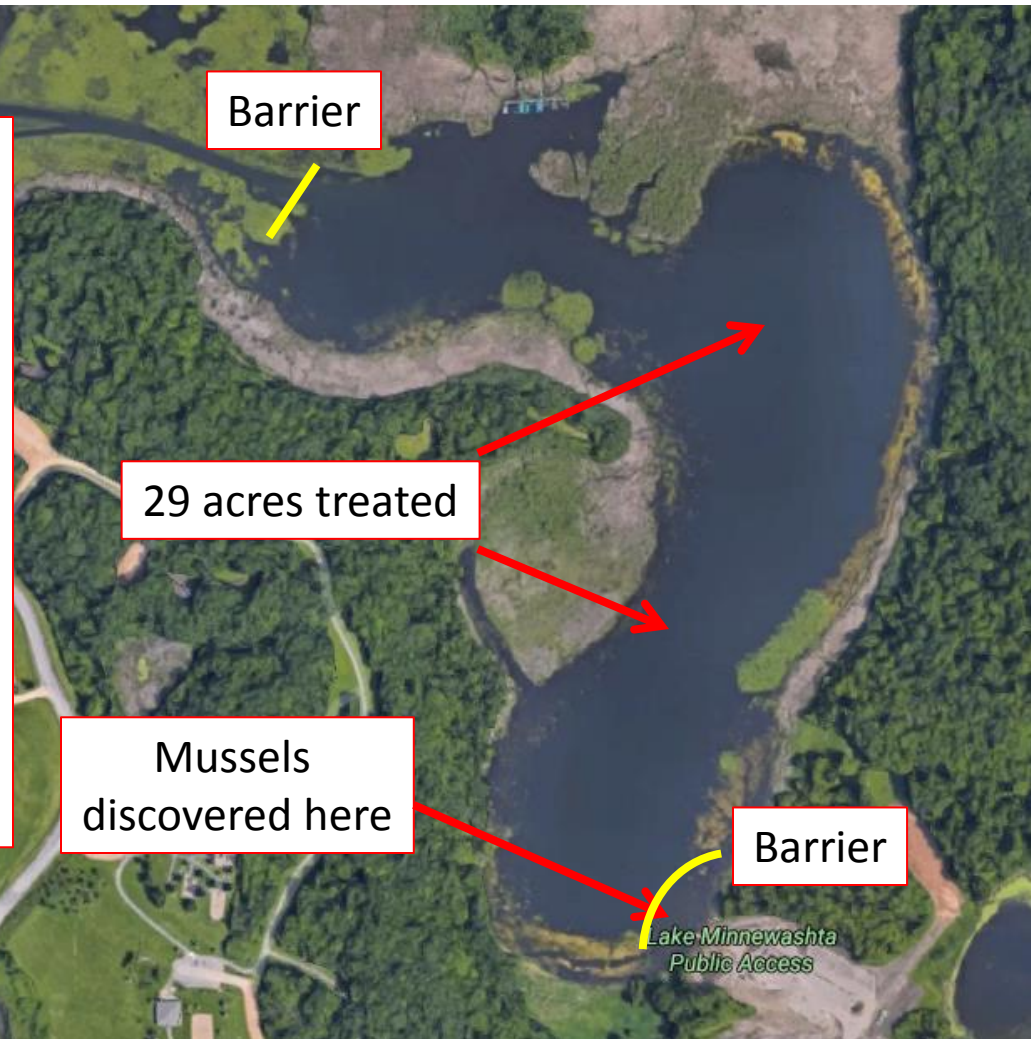 Barrier
29 acres treated
Mussels
discovered here
Barrier
Lake Minnewashta
Public Access